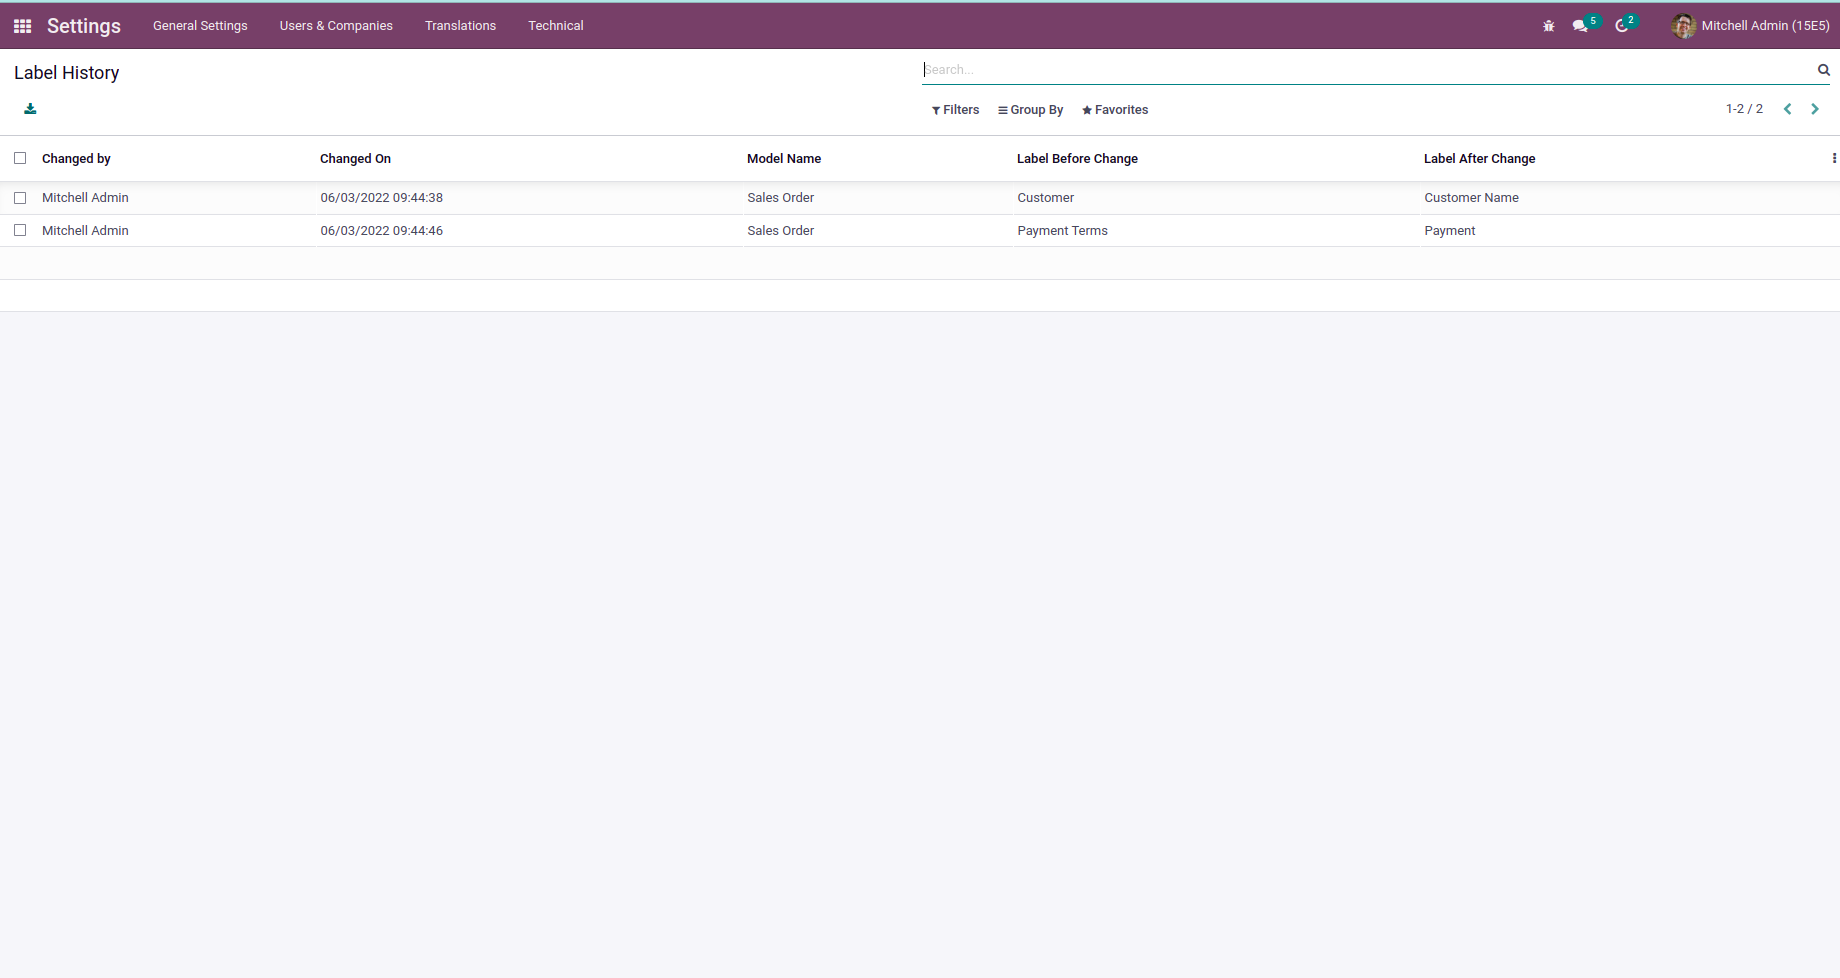 Settings General Settings Users & Companies Translations Technical 5 2 Mitchell Admin (15E5)
Label History Search...
Filters Group By Favorites 1-2 / 2
Changed by Changed On Model Name Label Before Change Label After Change
Mitchell Admin 06/03/2022 09:44:38 Sales Order Customer Customer Name
Mitchell Admin 06/03/2022 09:44:46 Sales Order Payment Terms Payment